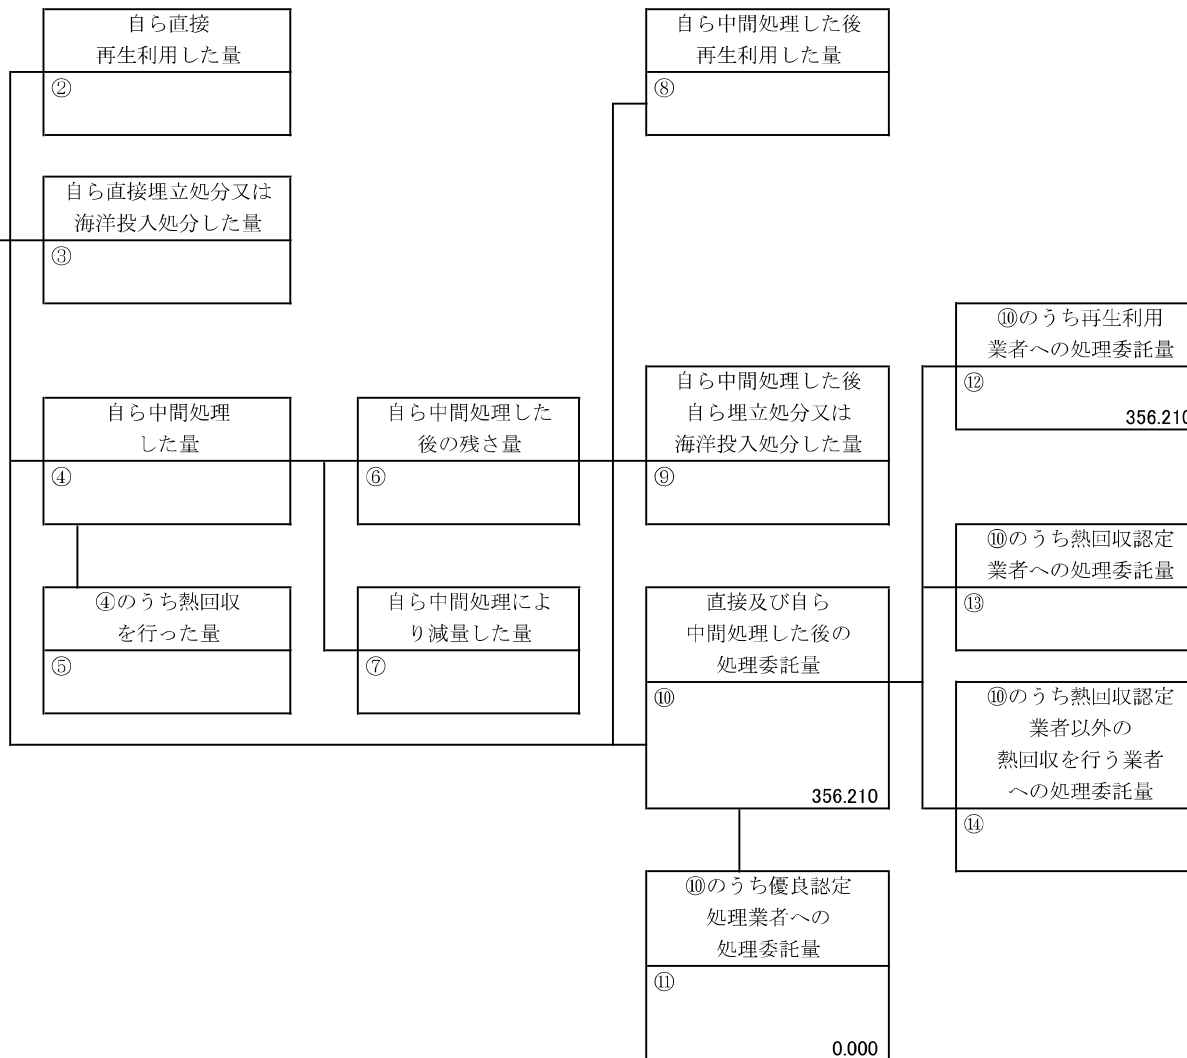 自ら直接
再生利用した量
②
自ら中間処理した後
再生利用した量
⑧
自ら直接埋立処分又は
海洋投入処分した量
③
⑩のうち再生利用
業者への処理委託量
⑫
356.210
自ら中間処理した後
自ら埋立処分又は
海洋投入処分した量
⑨
自ら中間処理
した量
④
自ら中間処理した
後の残さ量
⑥
⑩のうち熱回収認定
業者への処理委託量
⑬
④のうち熱回収
を行った量
⑤
自ら中間処理によ
り減量した量
⑦
直接及び自ら
中間処理した後の
処理委託量
⑩
356.210
⑩のうち熱回収認定
業者以外の
熱回収を行う業者
への処理委託量
⑭
⑩のうち優良認定
処理業者への
処理委託量
⑪
0.000